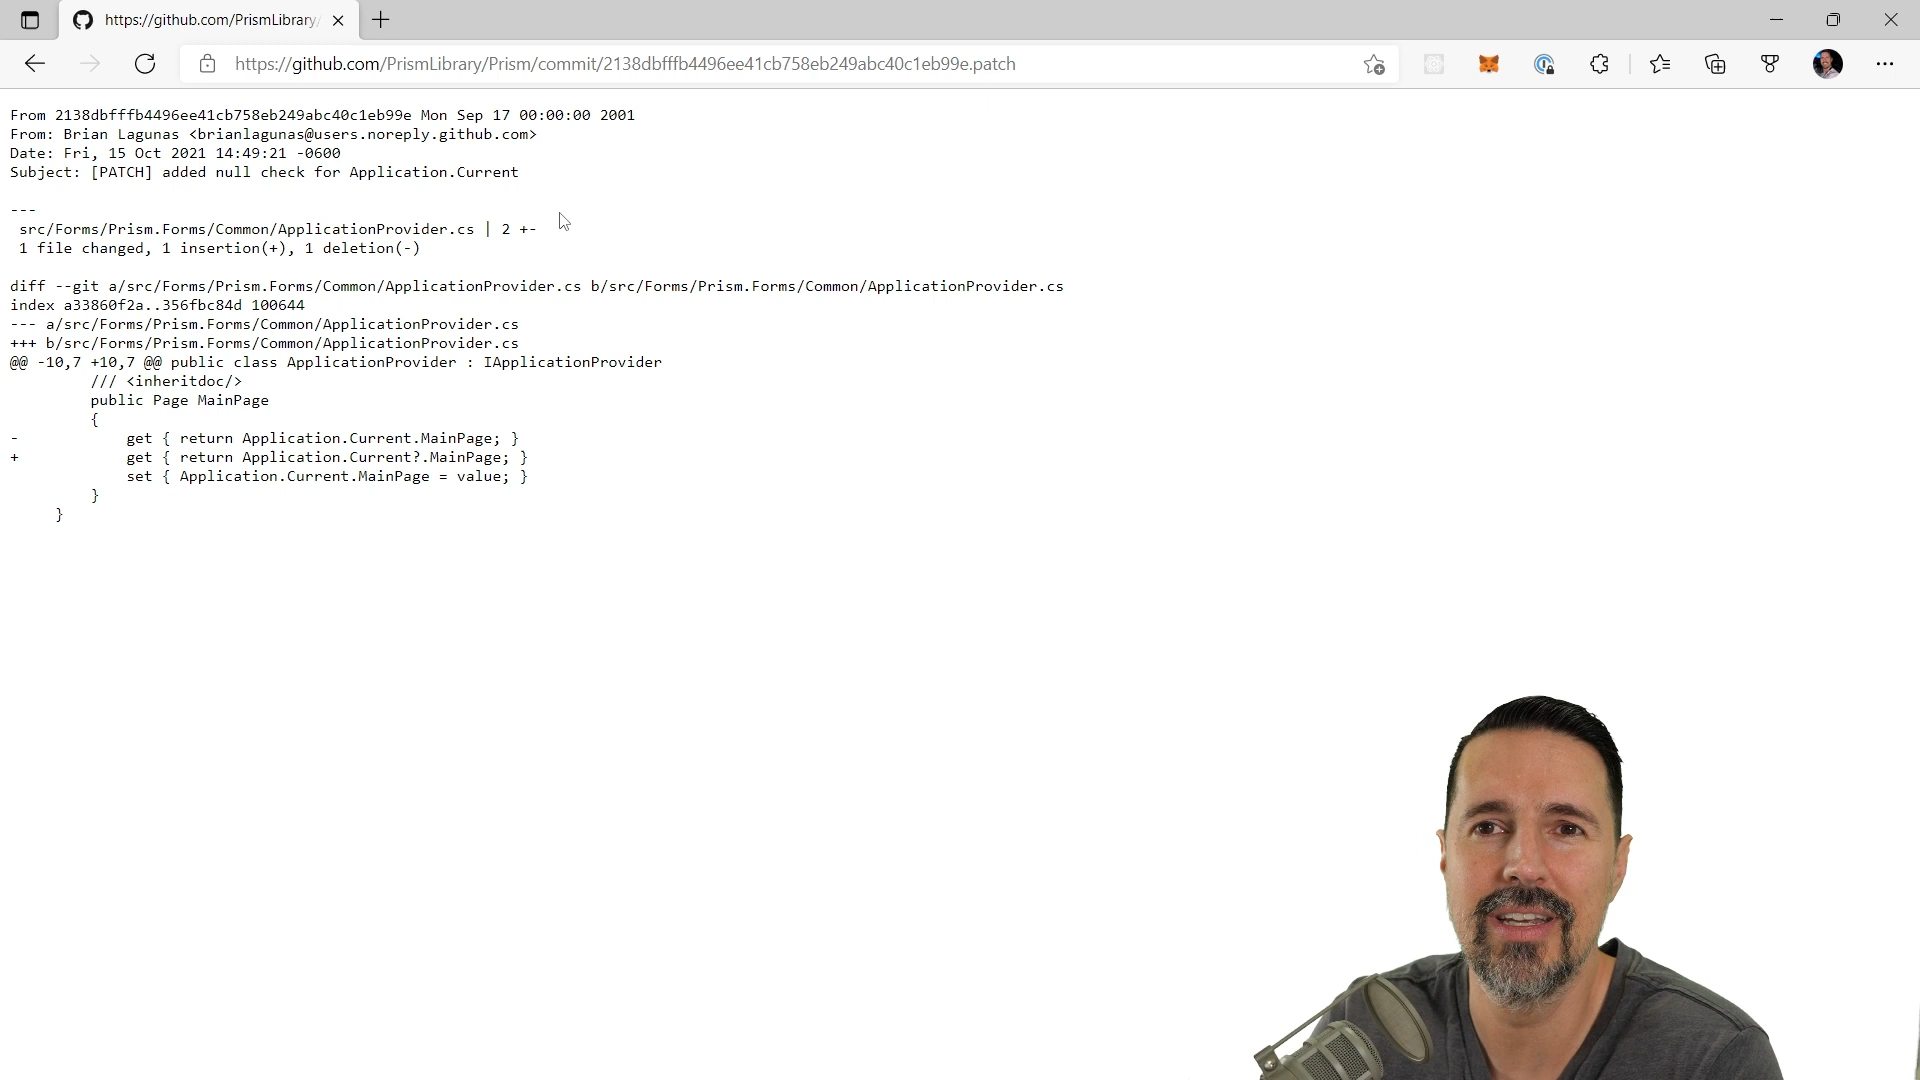 https://github.com/PrismLibrary/
https://github.com/PrismLibrary/Prism/commit/2138dbfffb4496ee41cb758eb249abc40c1eb99e.patch
From 2138dbfffb4496ee41cb758eb249abc40c1eb99e Mon Sep 17 00:00:00 2001
From: Brian Lagunas <brianlagunas@users.noreply.github.com>
Date: Fri, 15 Oct 2021 14:49:21 -0600
Subject: [PATCH] added null check for Application.Current
---
src/Forms/Prism.Forms/Common/ApplicationProvider.cs | 2 +-
1 file changed, 1 insertion(+), 1 deletion(-)
diff --git a/src/Forms/Prism.Forms/Common/ApplicationProvider.cs b/src/Forms/Prism.Forms/Common/ApplicationProvider.cs
index a33860f2a..356fbc84d 100644
--- a/src/Forms/Prism.Forms/Common/ApplicationProvider.cs
+++ b/src/Forms/Prism.Forms/Common/ApplicationProvider.cs
@@ -10,7 +10,7 @@ public class ApplicationProvider : IApplicationProvider
/// <inheritdoc/>
public Page MainPage
{
- get { return Application.Current.MainPage; }
+ get { return Application.Current?.MainPage; }
set { Application.Current.MainPage = value; }
}
}